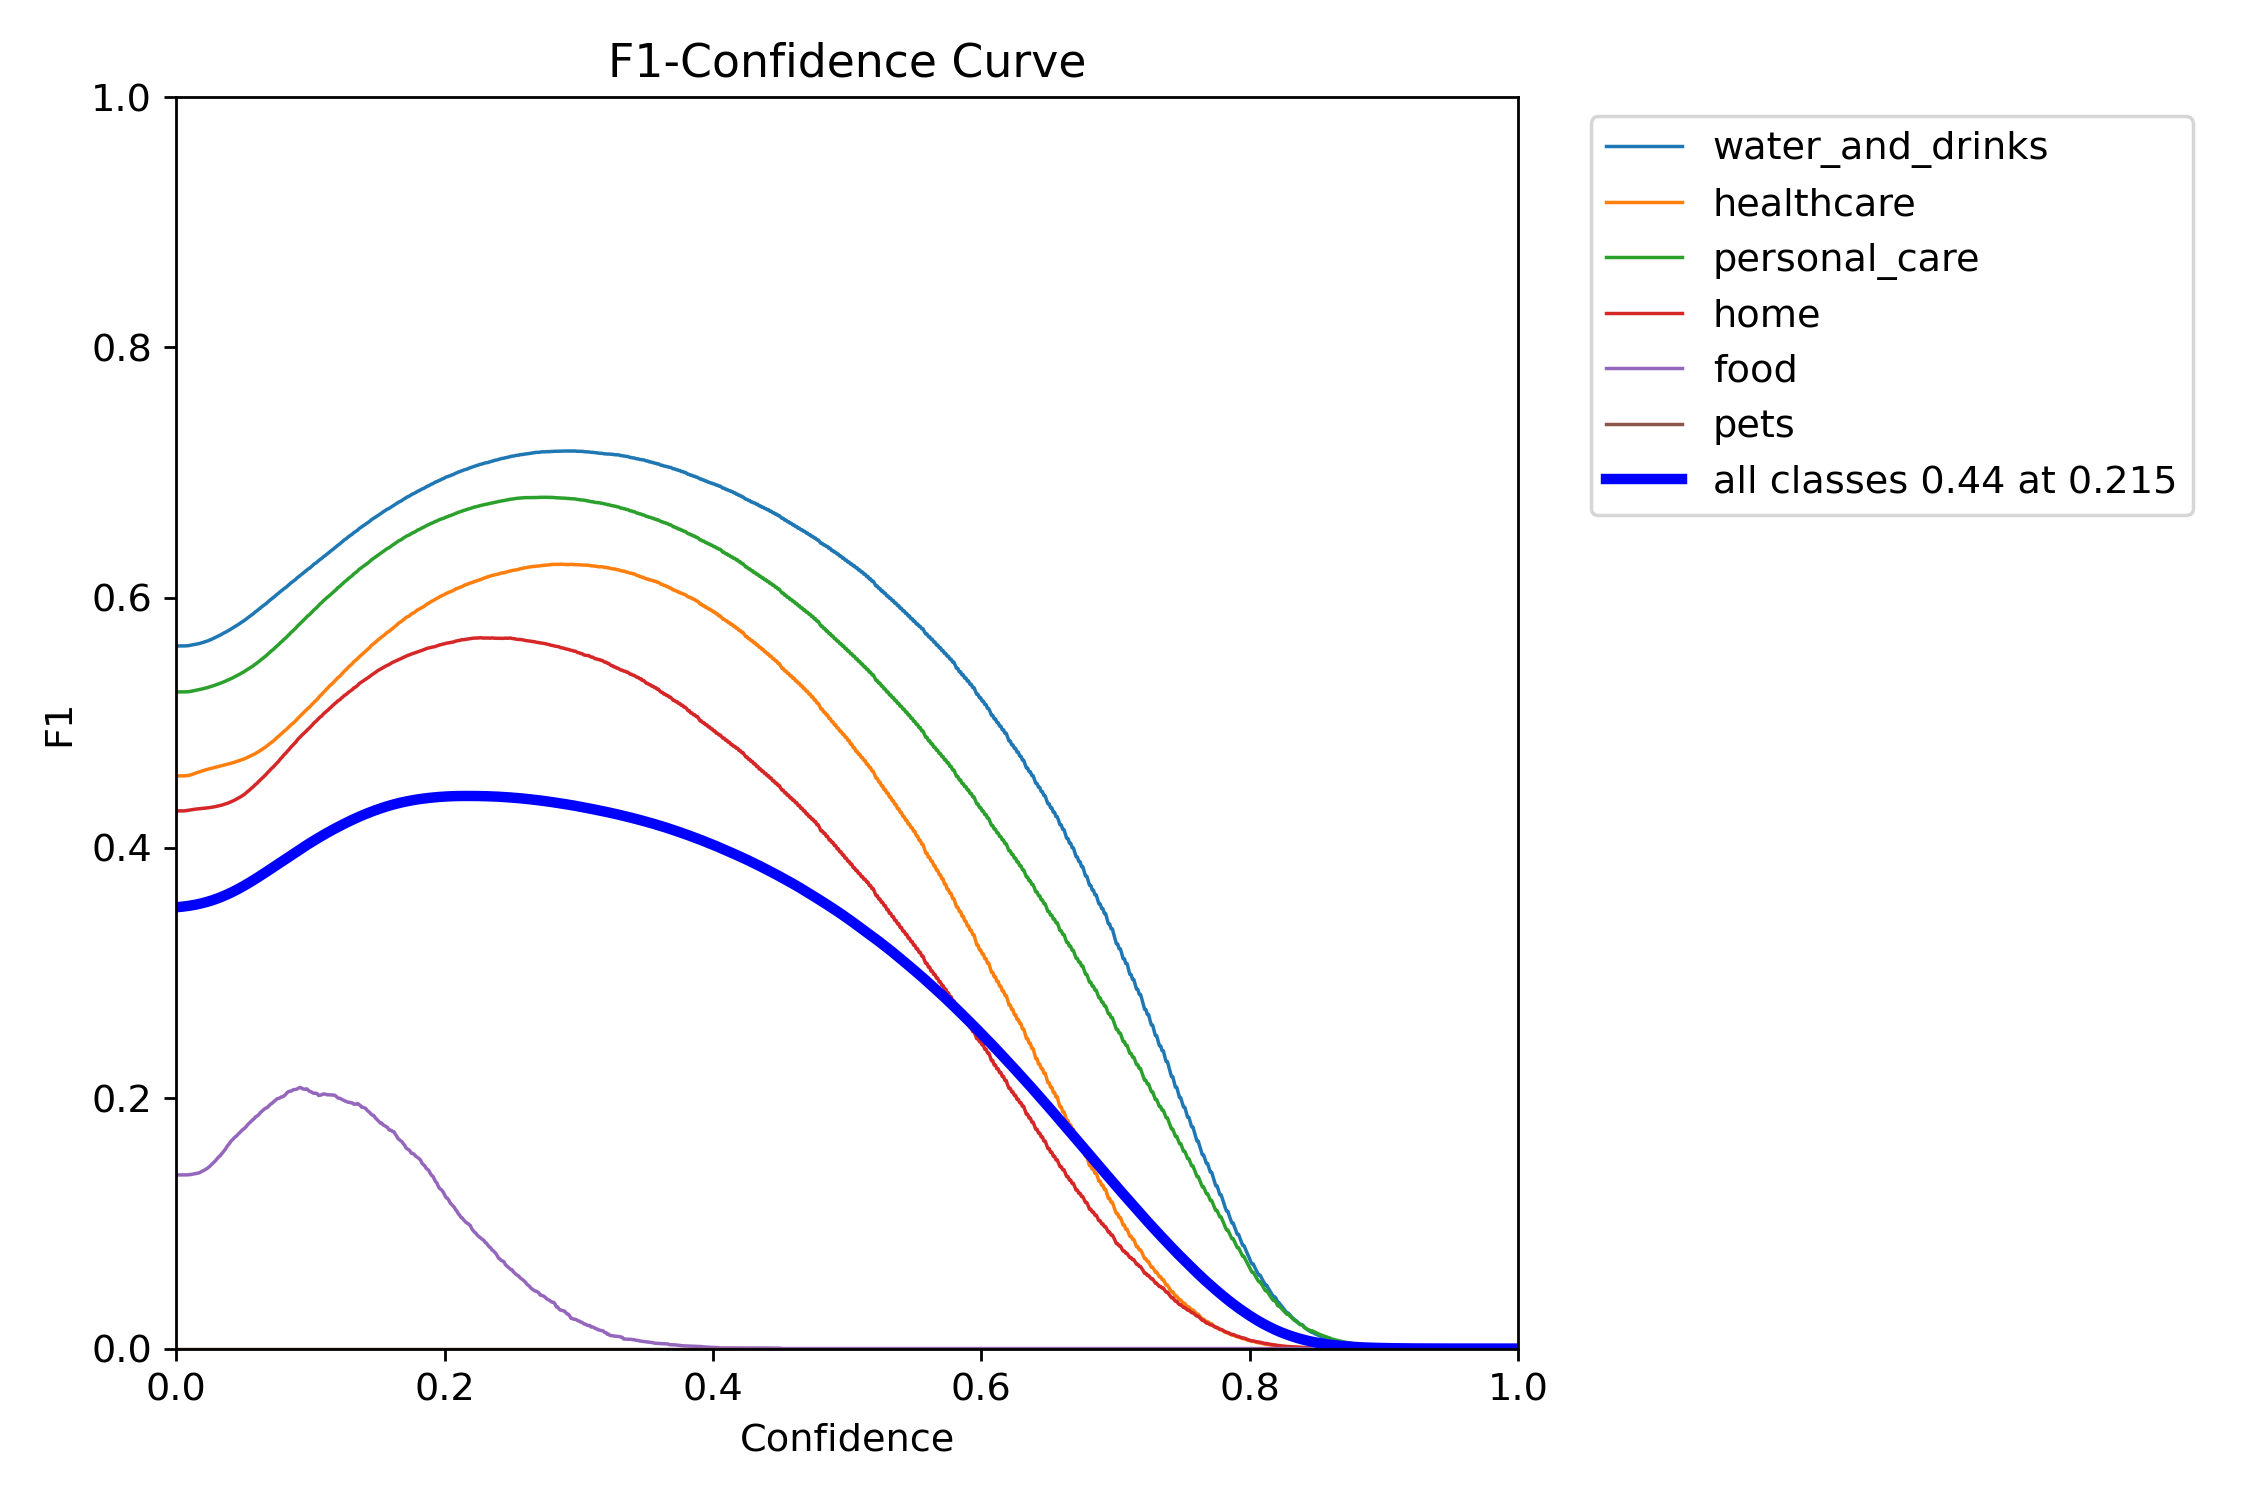 F1-Confidence Curve
1.0
0.8
0.6
0.4
0.2
0.0
F1
0.0 0.2 0.4 0.6 0.8 1.0
Confidence
water_and_drinks
healthcare
personal_care
home
food
pets
all classes 0.44 at 0.215